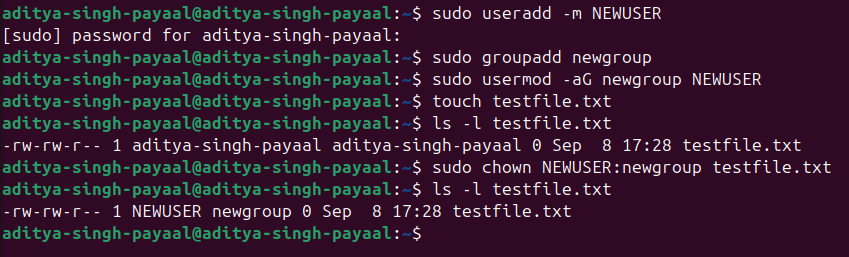 aditya-singh-payaal@aditya-singh-payaal:~$ sudo useradd -m NEWUSER
[sudo] password for aditya-singh-payaal:
aditya-singh-payaal@aditya-singh-payaal:~$ sudo groupadd newgroup
aditya-singh-payaal@aditya-singh-payaal:~$ sudo usermod -aG newgroup NEWUSER
aditya-singh-payaal@aditya-singh-payaal:~$ touch testfile.txt
aditya-singh-payaal@aditya-singh-payaal:~$ ls -l testfile.txt
-rw-rw-r-- 1 aditya-singh-payaal aditya-singh-payaal 0 Sep  8 17:28 testfile.txt
aditya-singh-payaal@aditya-singh-payaal:~$ sudo chown NEWUSER:newgroup testfile.txt
aditya-singh-payaal@aditya-singh-payaal:~$ ls -l testfile.txt
-rw-rw-r-- 1 NEWUSER newgroup 0 Sep  8 17:28 testfile.txt
aditya-singh-payaal@aditya-singh-payaal:~$